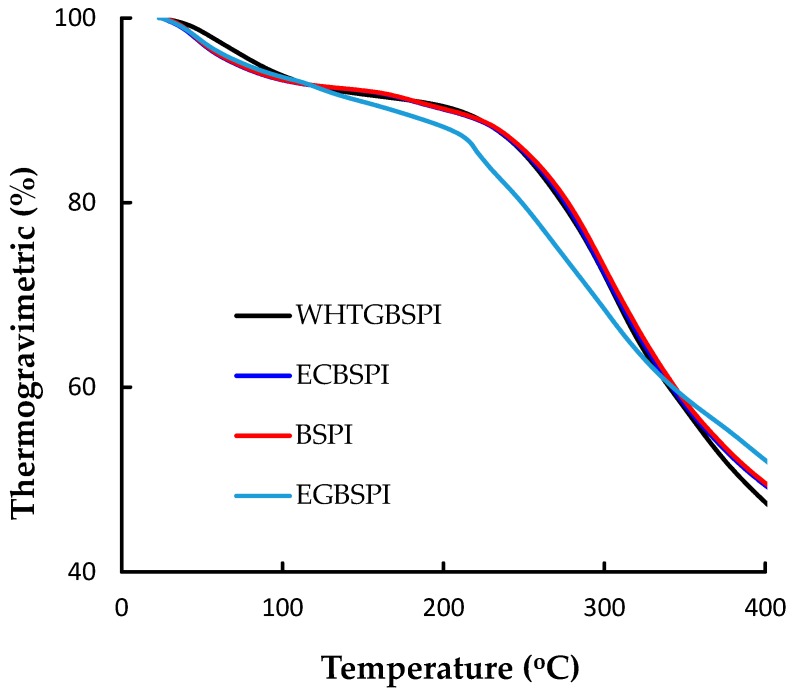 100
80
60
40
Thermogravimetric (%)
WHTGBSPI
ECBSPI
BSPI
EGBSPI
0 100 200 300 400
Temperature (ºC)